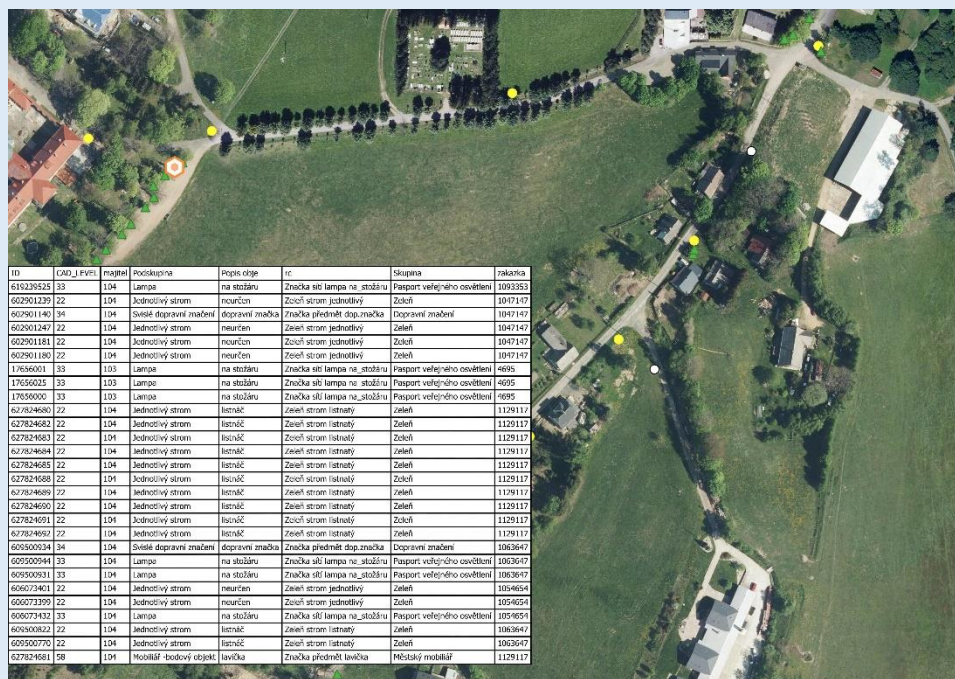 ID CAD_LEVEL majitel Podskupina Popis obje rc Skupina zakazka
619239525 33 104 Lampa na stožáru Značka sítí lampa na_stožáru Pasport veřejného osvětlení 1093353
602901239 22 104 Jednotlivý strom neurčen Zeleň strom jednotlivý Zeleň 1047147
602901140 34 104 Svislé dopravní značení dopravní značka Značka předmět dop.značka Dopravní značení 1047147
602901247 22 104 Jednotlivý strom neurčen Zeleň strom jednotlivý Zeleň 1047147
602901181 22 104 Jednotlivý strom neurčen Zeleň strom jednotlivý Zeleň 1047147
602901180 22 104 Jednotlivý strom neurčen Zeleň strom jednotlivý Zeleň 1047147
17656001 33 103 Lampa na stožáru Značka sítí lampa na_stožáru Pasport veřejného osvětlení 4695
17656025 33 103 Lampa na stožáru Značka sítí lampa na_stožáru Pasport veřejného osvětlení 4695
17656000 33 103 Lampa na stožáru Značka sítí lampa na_stožáru Pasport veřejného osvětlení 4695
627824680 22 104 Jednotlivý strom listnáč Zeleň strom listnatý Zeleň 1129117
627824682 22 104 Jednotlivý strom listnáč Zeleň strom listnatý Zeleň 1129117
627824683 22 104 Jednotlivý strom listnáč Zeleň strom listnatý Zeleň 1129117
627824684 22 104 Jednotlivý strom listnáč Zeleň strom listnatý Zeleň 1129117
627824685 22 104 Jednotlivý strom listnáč Zeleň strom listnatý Zeleň 1129117
627824688 22 104 Jednotlivý strom listnáč Zeleň strom listnatý Zeleň 1129117
627824689 22 104 Jednotlivý strom listnáč Zeleň strom listnatý Zeleň 1129117
627824690 22 104 Jednotlivý strom listnáč Zeleň strom listnatý Zeleň 1129117
627824691 22 104 Jednotlivý strom listnáč Zeleň strom listnatý Zeleň 1129117
627824692 22 104 Jednotlivý strom listnáč Zeleň strom listnatý Zeleň 1129117
609500934 34 104 Svislé dopravní značení dopravní značka Značka předmět dop.značka Dopravní značení 1063647
609500944 33 104 Lampa na stožáru Značka sítí lampa na_stožáru Pasport veřejného osvětlení 1063647
609500931 33 104 Lampa na stožáru Značka sítí lampa na_stožáru Pasport veřejného osvětlení 1063647
606073401 22 104 Jednotlivý strom neurčen Zeleň strom jednotlivý Zeleň 1054654
606073399 22 104 Jednotlivý strom neurčen Zeleň strom jednotlivý Zeleň 1054654
606073432 33 104 Lampa na stožáru Značka sítí lampa na_stožáru Pasport veřejného osvětlení 1054654
609500822 22 104 Jednotlivý strom listnáč Zeleň strom listnatý Zeleň 1063647
609500770 22 104 Jednotlivý strom listnáč Zeleň strom listnatý Zeleň 1063647
627824681 58 104 Mobiliář -bodový objekt lavička Značka předmět lavička Městský mobiliář 1129117